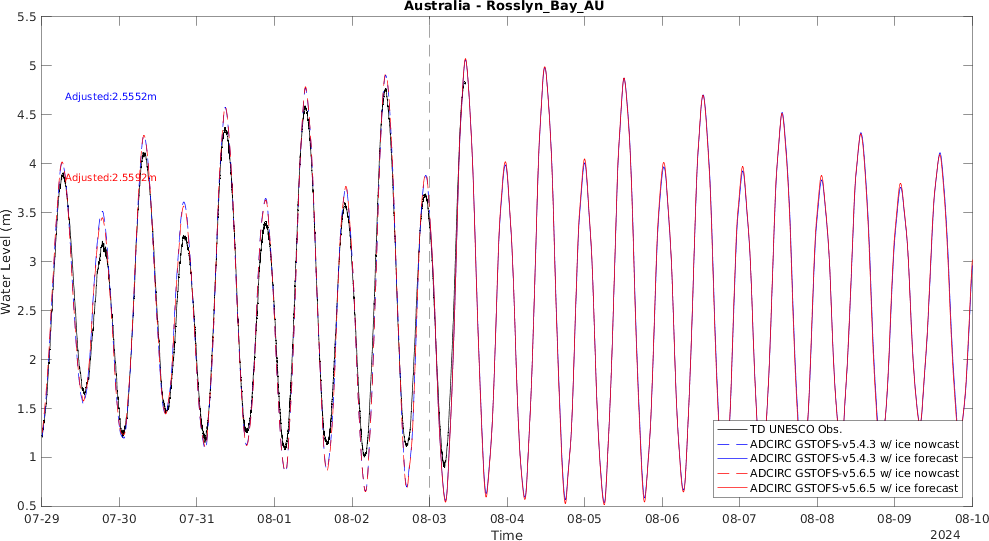 Australia - Rosslyn_Bay_AU
5.5
5
4.5
4
3.5
3
2.5
2
1.5
1
0.5
Water Level (m)
Adjusted:2.5552m
Adjusted:2.5592m
TD UNESCO Obs.
ADCIRC GSTOFS-v5.4.3 w/ ice nowcast
ADCIRC GSTOFS-v5.4.3 w/ ice forecast
ADCIRC GSTOFS-v5.6.5 w/ ice nowcast
ADCIRC GSTOFS-v5.6.5 w/ ice forecast
07-29 07-30 07-31 08-01 08-02 08-03 08-04 08-05 08-06 08-07 08-08 08-09 08-10
Time
2024